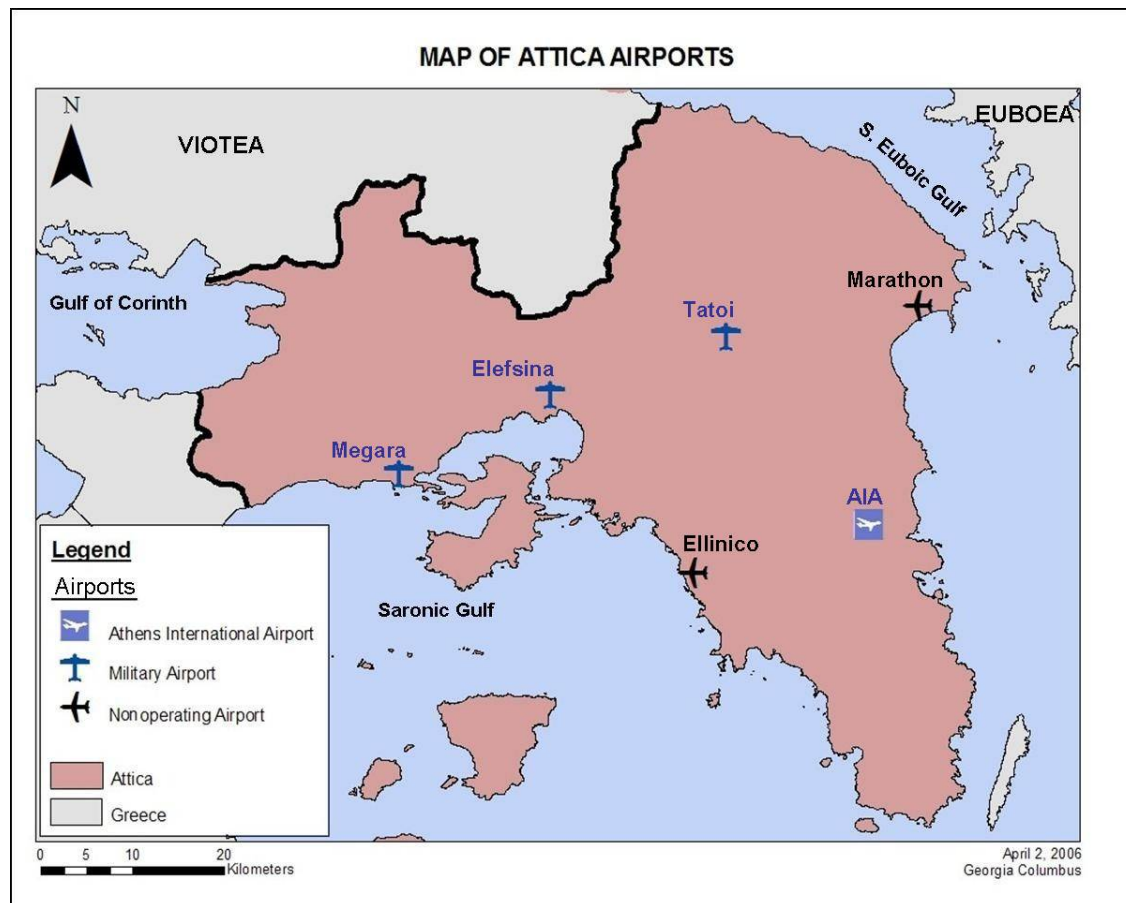 MAP OF ATTICA AIRPORTS
N
VIOTEA
EUBOEA
S. Euboic Gulf
Gulf of Corinth
Marathon
Tatoi
Elefsina
Megara
AIA
Ellinico
Saronic Gulf
Legend
Airports
Athens International Airport
Military Airport
Nonoperating Airport
Attica
Greece
0 5 10 20
Kilometers
April 2, 2006
Georgia Columbus